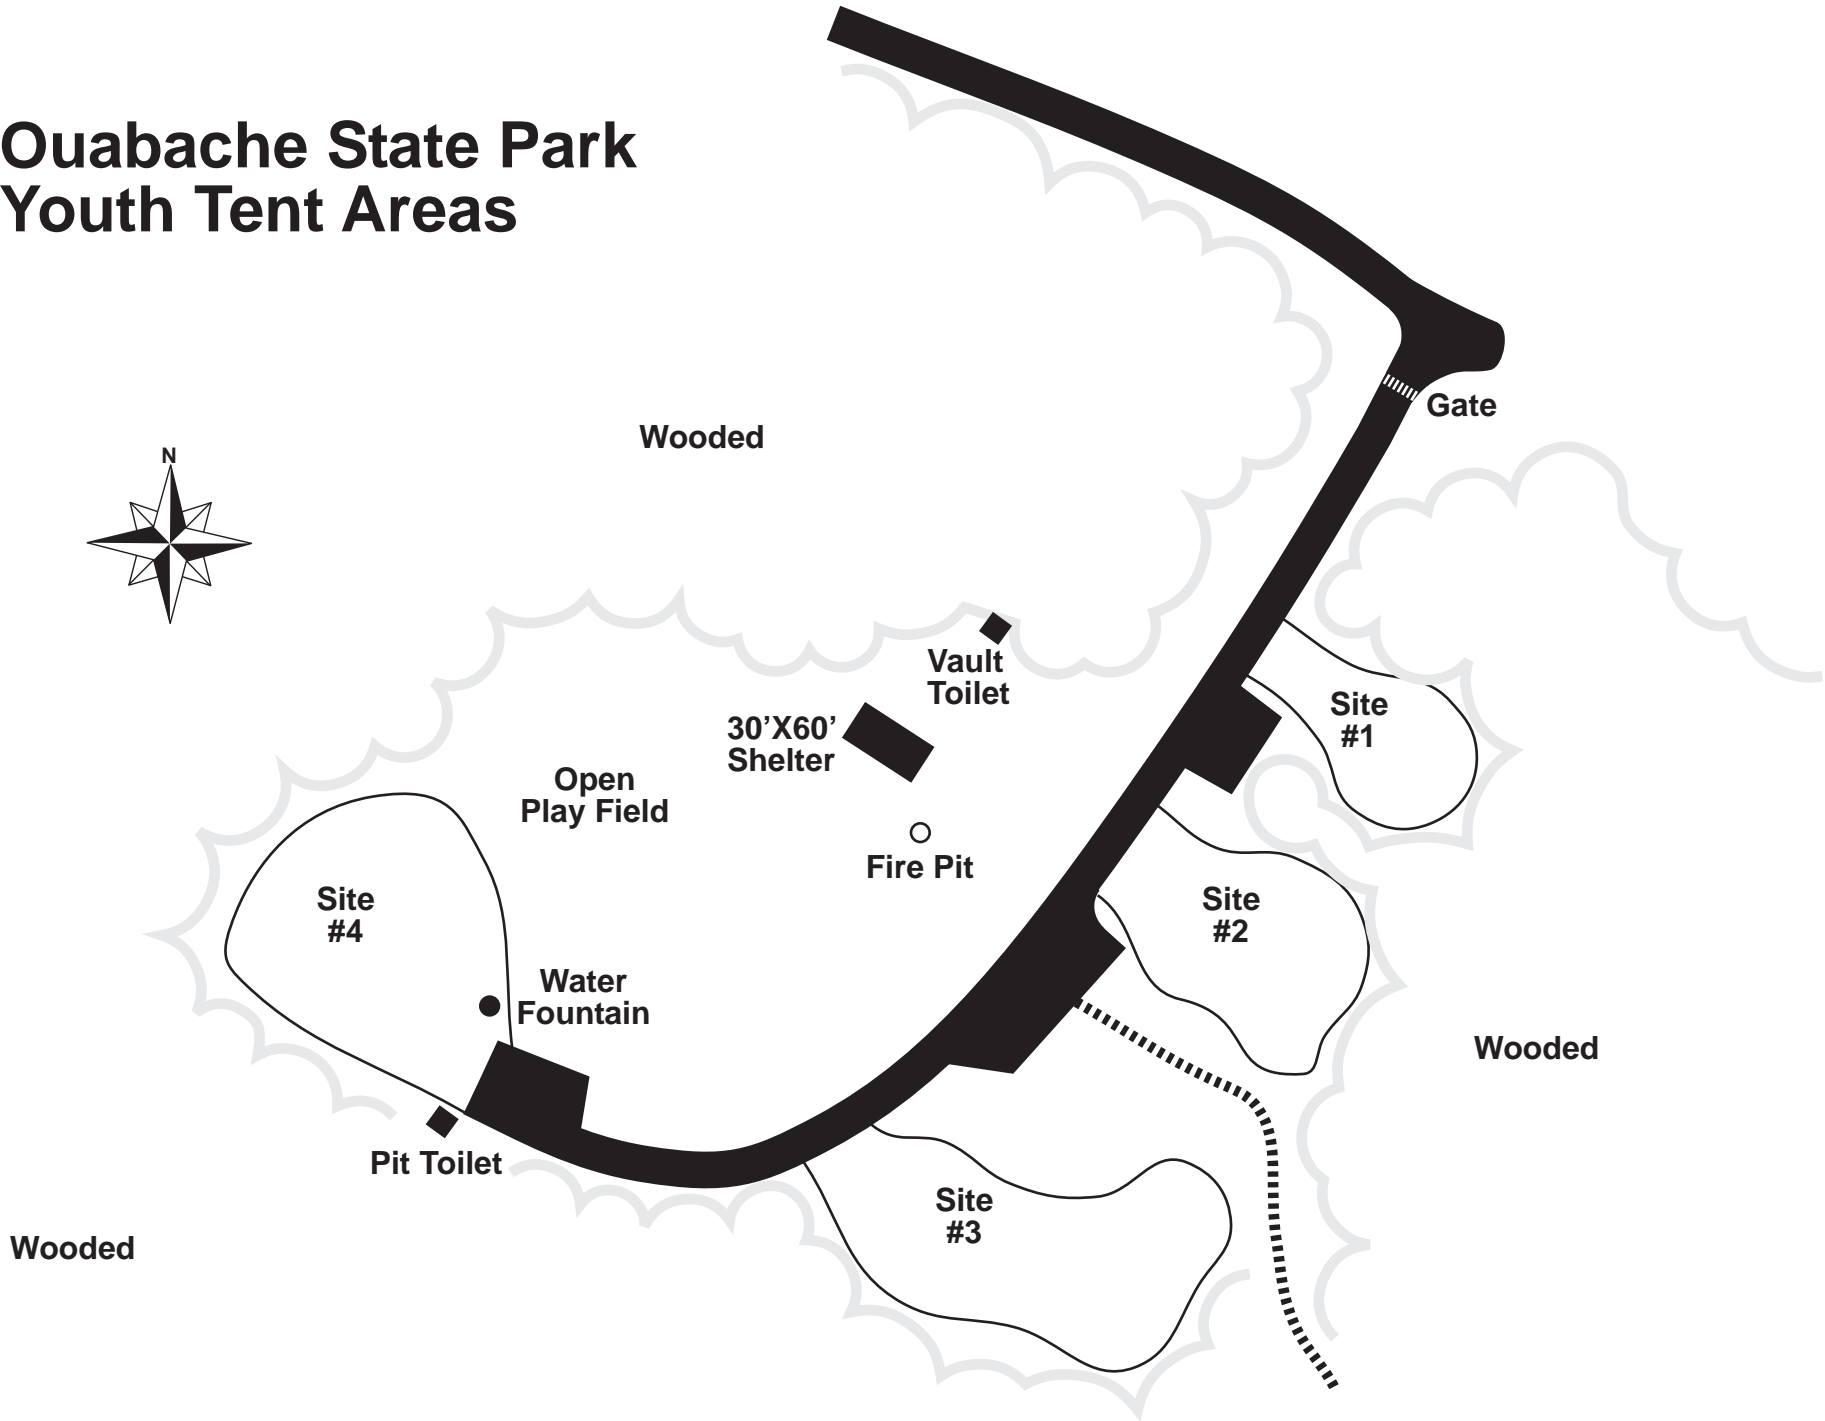 Ouabache State Park
Youth Tent Areas
Gate
Wooded
N
Vault
Toilet
Site
#1
30’X60’
Shelter
Open
Play Field
Fire Pit
Site
#4
Site
#2
Water
Fountain
Wooded
Pit Toilet
Site
#3
Wooded